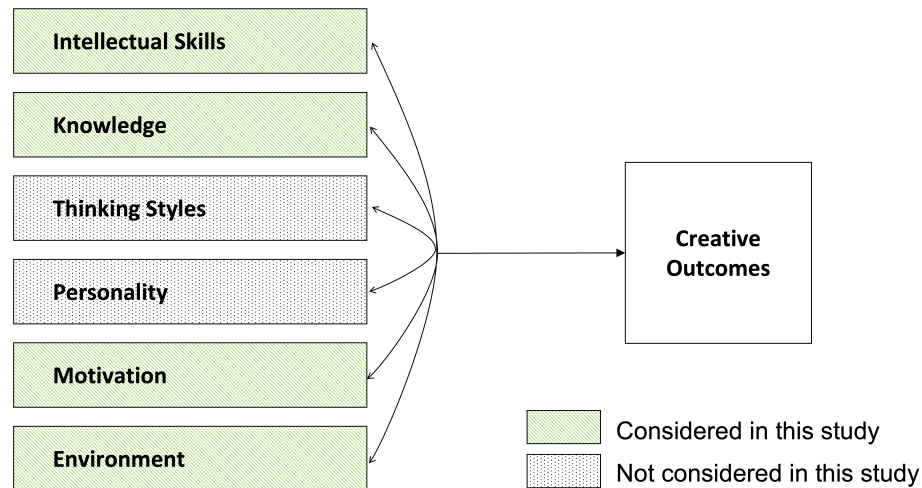 Intellectual Skills
Knowledge
Thinking Styles
Personality
Motivation
Environment
Creative
Outcomes
Considered in this study
Not considered in this study